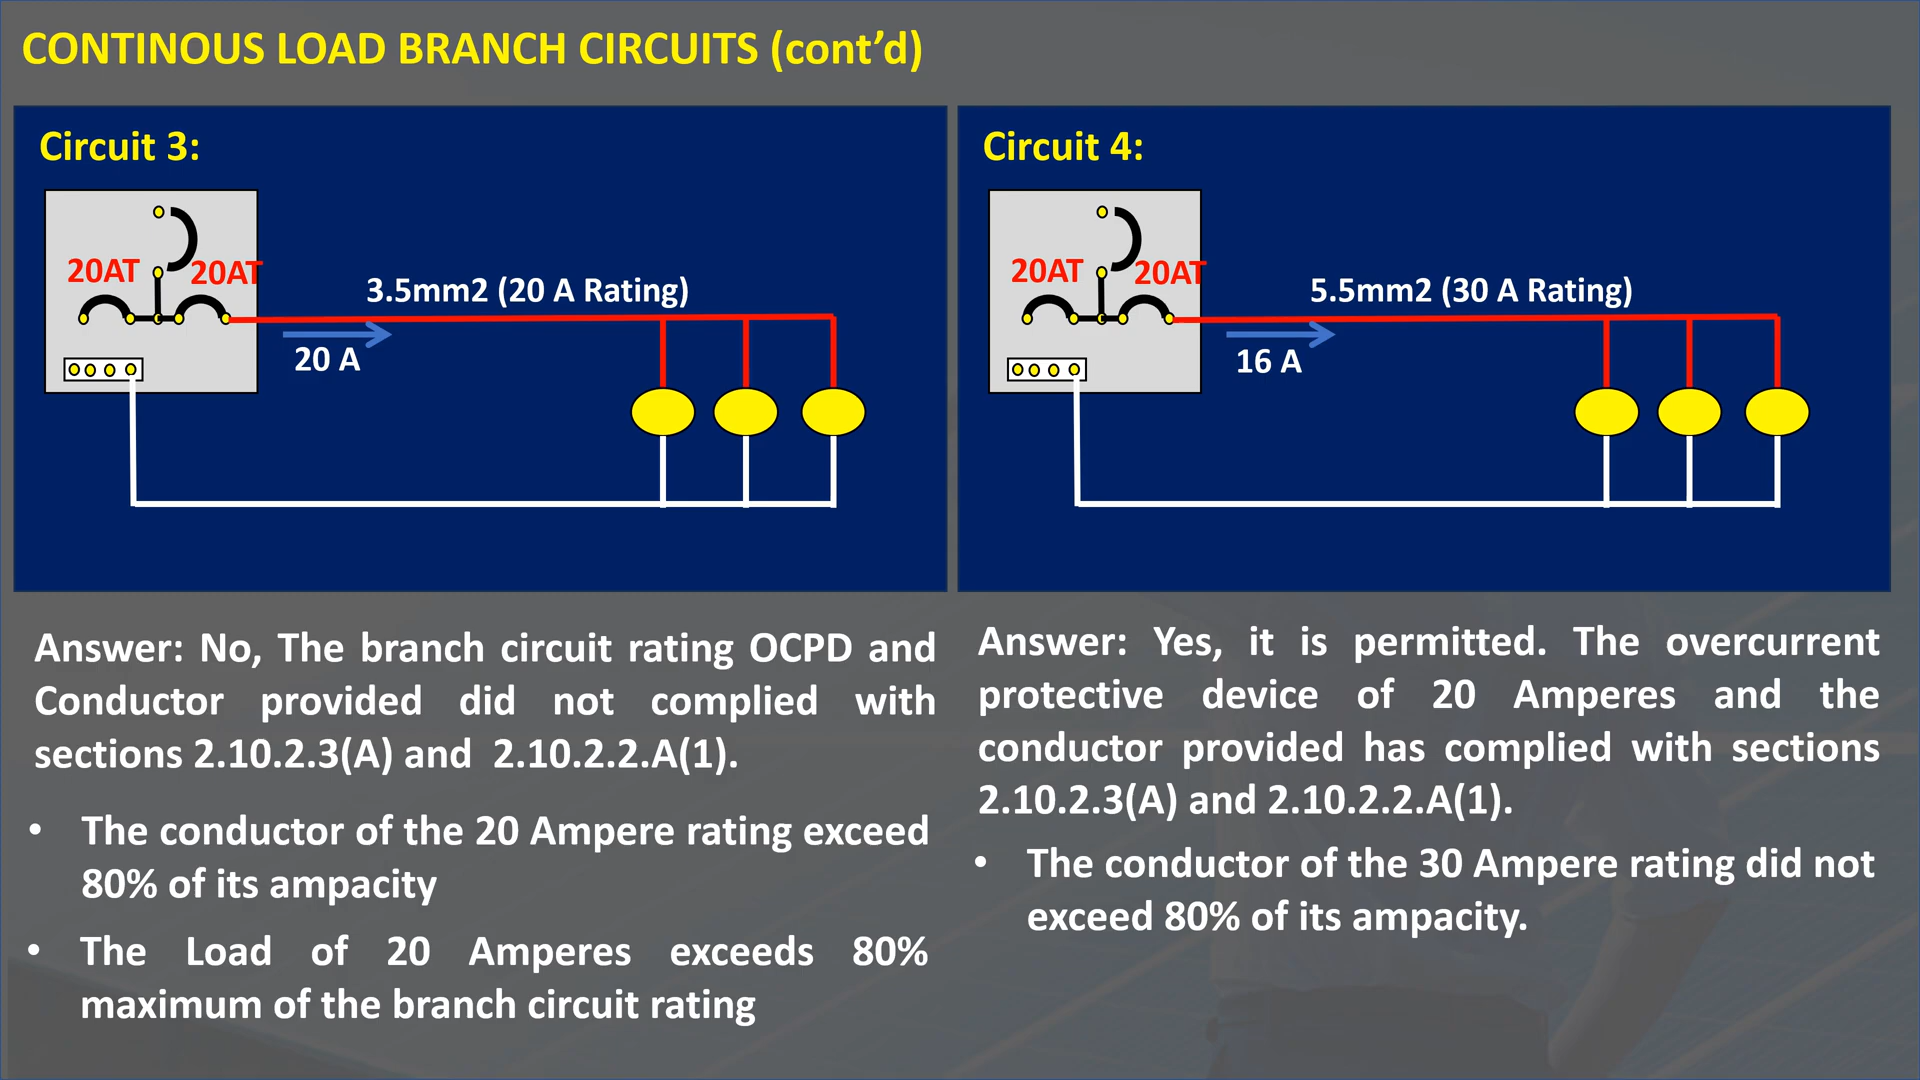 CONTINOUS LOAD BRANCH CIRCUITS (cont’d)
Circuit 3:
20AT
20AT
3.5mm2 (20 A Rating)
20 A
Answer: No, The branch circuit rating OCPD and
Conductor provided did not complied with
sections 2.10.2.3(A) and 2.10.2.2.A(1).
• The conductor of the 20 Ampere rating exceed
80% of its ampacity
• The Load of 20 Amperes exceeds 80%
maximum of the branch circuit rating
Circuit 4:
20AT
20AT
5.5mm2 (30 A Rating)
16 A
Answer: Yes, it is permitted. The overcurrent
protective device of 20 Amperes and the
conductor provided has complied with sections
2.10.2.3(A) and 2.10.2.2.A(1).
• The conductor of the 30 Ampere rating did not
exceed 80% of its ampacity.